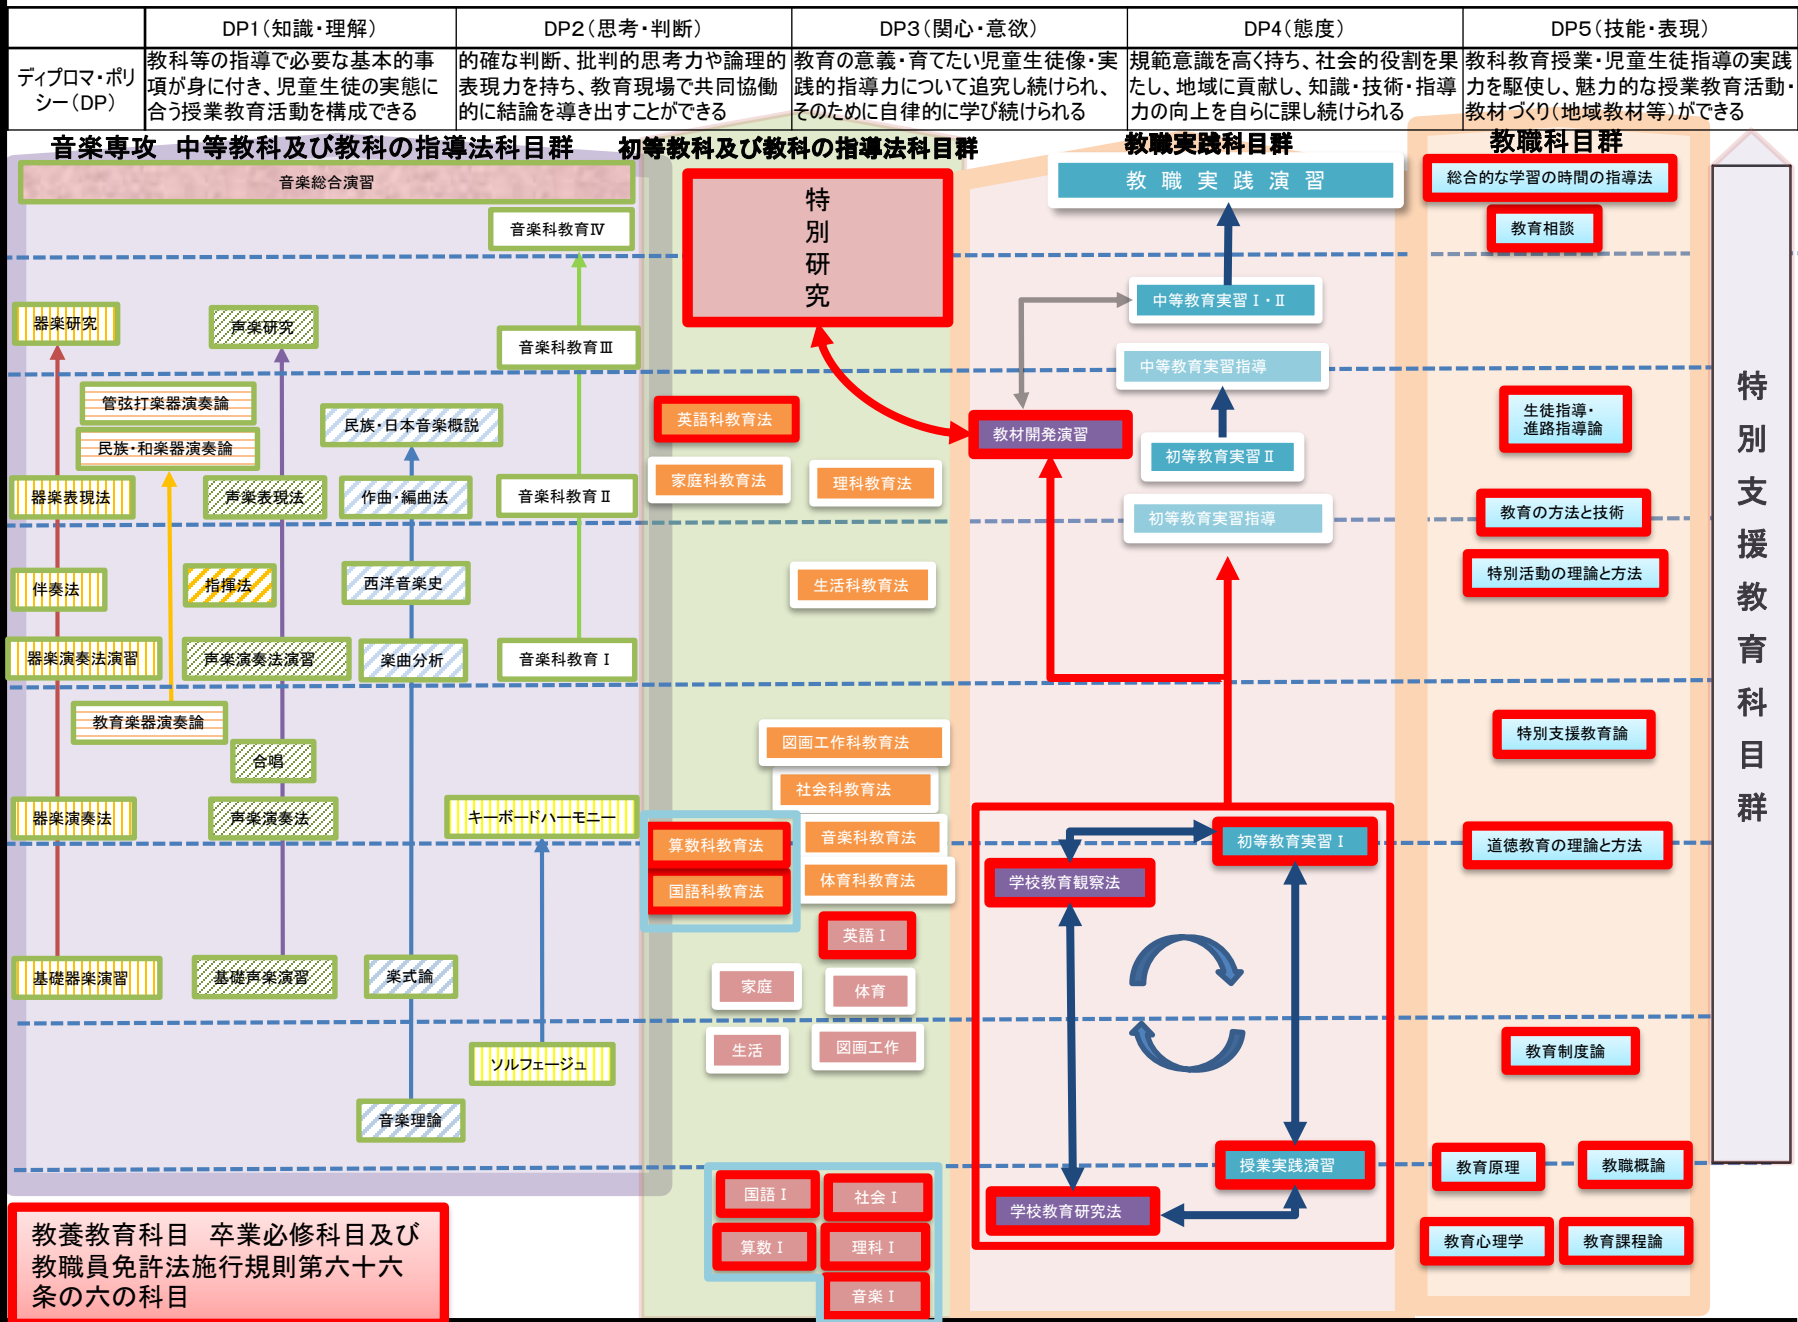 DP1(知識・理解)
DP2(思考・判断)
DP3(関心・意欲)
DP4(態度)
DP5(技能・表現)
ディプロマ・ポリ
シー(DP)
教科等の指導で必要な基本的事
項が身に付き、児童生徒の実態に
合う授業教育活動を構成できる
的確な判断、批判的思考力や論理的
表現力を持ち、教育現場で共同協働
的に結論を導き出すことができる
教育の意義・育てたい児童生徒像・実
践的指導力について追究し続けられ、
そのために自律的に学び続けられる
規範意識を高く持ち、社会的役割を果
たし、地域に貢献し、知識・技術・指導
力の向上を自らに課し続けられる
教科教育授業・児童生徒指導の実践
力を駆使し、魅力的な授業教育活動・
教材づくり(地域教材等)ができる
音楽専攻 中等教科及び教科の指導法科目群
初等教科及び教科の指導法科目群
教職実践科目群
教職科目群
音楽総合演習
音楽科教育Ⅳ
器楽研究
声楽研究
音楽科教育Ⅲ
管弦打楽器演奏論
民族・和楽器演奏論
民族・日本音楽概説
器楽表現法
声楽表現法
作曲・編曲法
音楽科教育Ⅱ
伴奏法
指揮法
西洋音楽史
器楽演奏法演習
声楽演奏法演習
楽曲分析
音楽科教育Ⅰ
教育楽器演奏論
合唱
器楽演奏法
声楽演奏法
キーボードハーモニー
基礎器楽演習
基礎声楽演習
楽式論
ソルフェージュ
音楽理論
教養教育科目 卒業必修科目及び
教職員免許法施行規則第六十六
条の六の科目
特
別
研
究
英語科教育法
家庭科教育法
理科教育法
生活科教育法
図画工作科教育法
社会科教育法
算数科教育法
音楽科教育法
国語科教育法
体育科教育法
英語Ⅰ
家庭
体育
生活
図画工作
国語Ⅰ
社会Ⅰ
算数Ⅰ
理科Ⅰ
音楽Ⅰ
教職実践演習
中等教育実習Ⅰ・Ⅱ
中等教育実習指導
教材開発演習
初等教育実習Ⅱ
初等教育実習指導
初等教育実習Ⅰ
学校教育観察法
授業実践演習
学校教育研究法
総合的な学習の時間の指導法
教育相談
生徒指導・
進路指導論
教育の方法と技術
特別活動の理論と方法
特別支援教育論
道徳教育の理論と方法
教育制度論
教育原理
教職概論
教育心理学
教育課程論
特
別
支
援
教
育
科
目
群